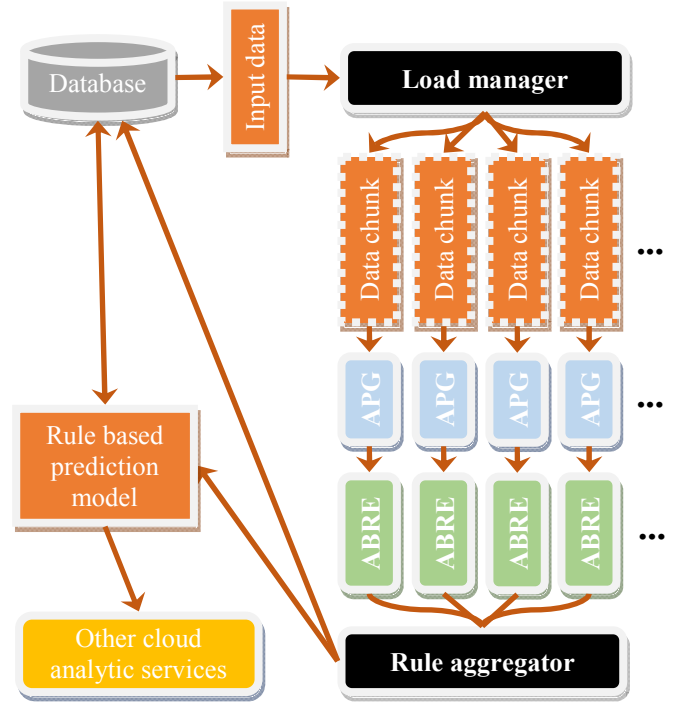 Database
Input data
Load manager
Data chunk
Data chunk
Data chunk
Data chunk
...
APG
APG
APG
APG
...
Rule based
prediction
model
ABRE
ABRE
ABRE
ABRE
...
Other cloud
analytic services
Rule aggregator